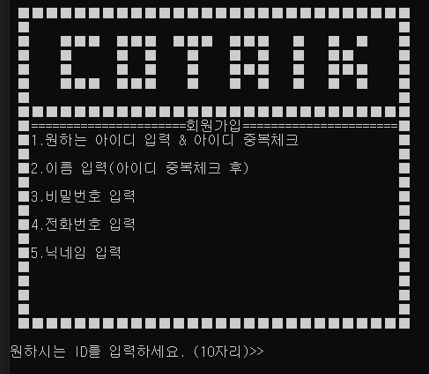 COTAIK
======================회원가입======================
1.원하는 아이디 입력 & 아이디 중복체크
2.이름 입력(아이디 중복체크 후)
3.비밀번호 입력
4.전화번호 입력
5.닉네임 입력
원하시는 ID를 입력하세요. (10자리)>>